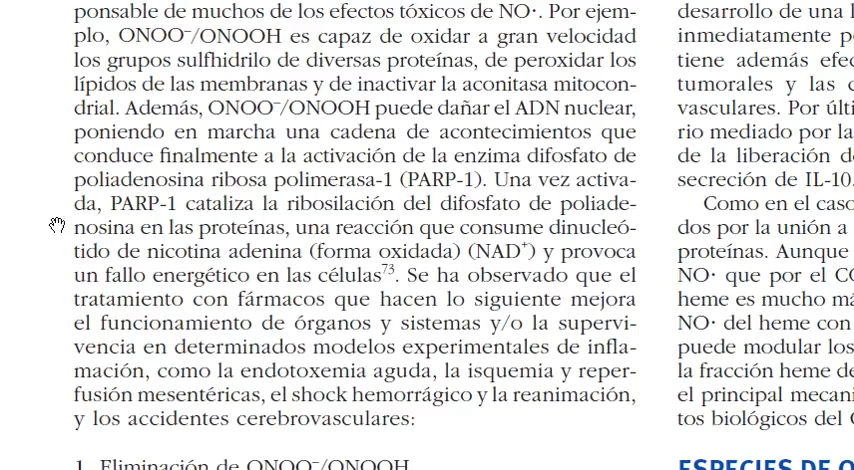 ponsable de muchos de los efectos tóxicos de NO·. Por ejem-
plo, ONOO⁻/ONOOH es capaz de oxidar a gran velocidad
los grupos sulfhidrilo de diversas proteínas, de peroxidar los
lípidos de las membranas y de inactivar la aconitasa mitocon-
drial. Además, ONOO⁻/ONOOH puede dañar el ADN nuclear,
poniendo en marcha una cadena de acontecimientos que
conduce finalmente a la activación de la enzima difosfato de
poliadenosina ribosa polimerasa-1 (PARP-1). Una vez activa-
da, PARP-1 cataliza la ribosilación del difosfato de poliade-
nosina en las proteínas, una reacción que consume dinucleó-
tido de nicotina adenina (forma oxidada) (NAD⁺) y provoca
un fallo energético en las células⁷³. Se ha observado que el
tratamiento con fármacos que hacen lo siguiente mejora
el funcionamiento de órganos y sistemas y/o la supervi-
vencia en determinados modelos experimentales de infla-
mación, como la endotoxemia aguda, la isquemia y reper-
fusión mesentéricas, el shock hemorrágico y la reanimación,
y los accidentes cerebrovasculares:
1. Eliminación de ONOO⁻/ONOOH
desarrollo de una
inmediatamente
tiene además
tumorales y las
vasculares. Por
rio mediado por la
de la liberación
secreción de IL-10.
Como en el caso
dos por la unión a
proteínas. Aunque
NO· que por el
heme es mucho
NO· del heme con
puede modular los
la fracción heme
el principal
tos biológicos del
ESPECIES DE